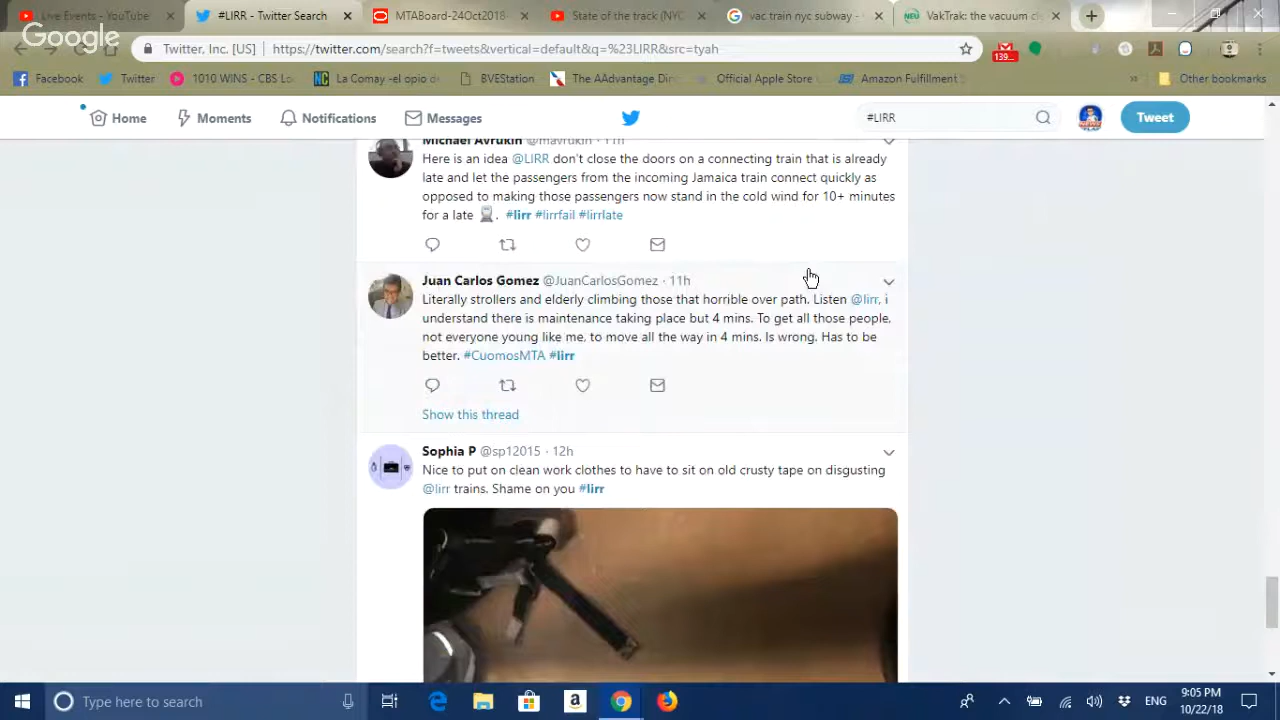 Live Events - YouTube
#LIRR - Twitter Search
MTABoard-24Oct2018-
State of the track (NYC
vac train nyc subway -
VakTrak: the vacuum cl
Google
Twitter, Inc. [US] | https://twitter.com/search?f=tweets&vertical=default&q=%23LIRR&src=tyah
139...
Facebook
Twitter
1010 WINS - CBS Lo
La Comay -el opio de
BVEStation
The AAdvantage Din
Official Apple Store
Amazon Fulfillment
» Other bookmarks
Home
Moments
Notifications
Messages
#LIRR
Tweet
Michael Avrukin @mavrukin · 11h
Here is an idea @LIRR don't close the doors on a connecting train that is already
late and let the passengers from the incoming Jamaica train connect quickly as
opposed to making those passengers now stand in the cold wind for 10+ minutes
for a late . #lirr #lirrfail #lirrlate
Juan Carlos Gomez @JuanCarlosGomez · 11h
Literally strollers and elderly climbing those that horrible over path. Listen @lirr, i
understand there is maintenance taking place but 4 mins. To get all those people,
not everyone young like me, to move all the way in 4 mins. Is wrong. Has to be
better. #CuomosMTA #lirr
Show this thread
Sophia P @sp12015 · 12h
Nice to put on clean work clothes to have to sit on old crusty tape on disgusting
@lirr trains. Shame on you #lirr
Type here to search
ENG
9:05 PM
10/22/18